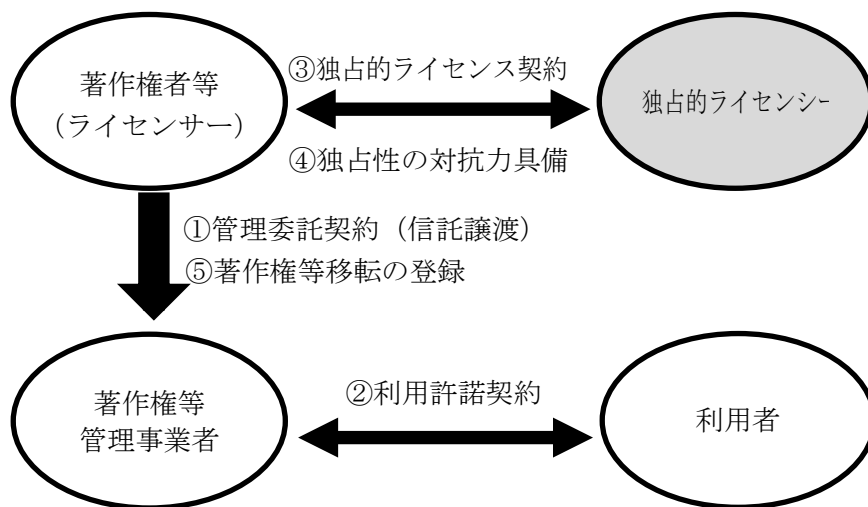 著作権者等
（ライセンサー）
③独占的ライセンス契約
④独占性の対抗力具備
独占的ライセンシー
①管理委託契約（信託譲渡）
⑤著作権等移転の登録
著作権等
管理事業者
②利用許諾契約
利用者